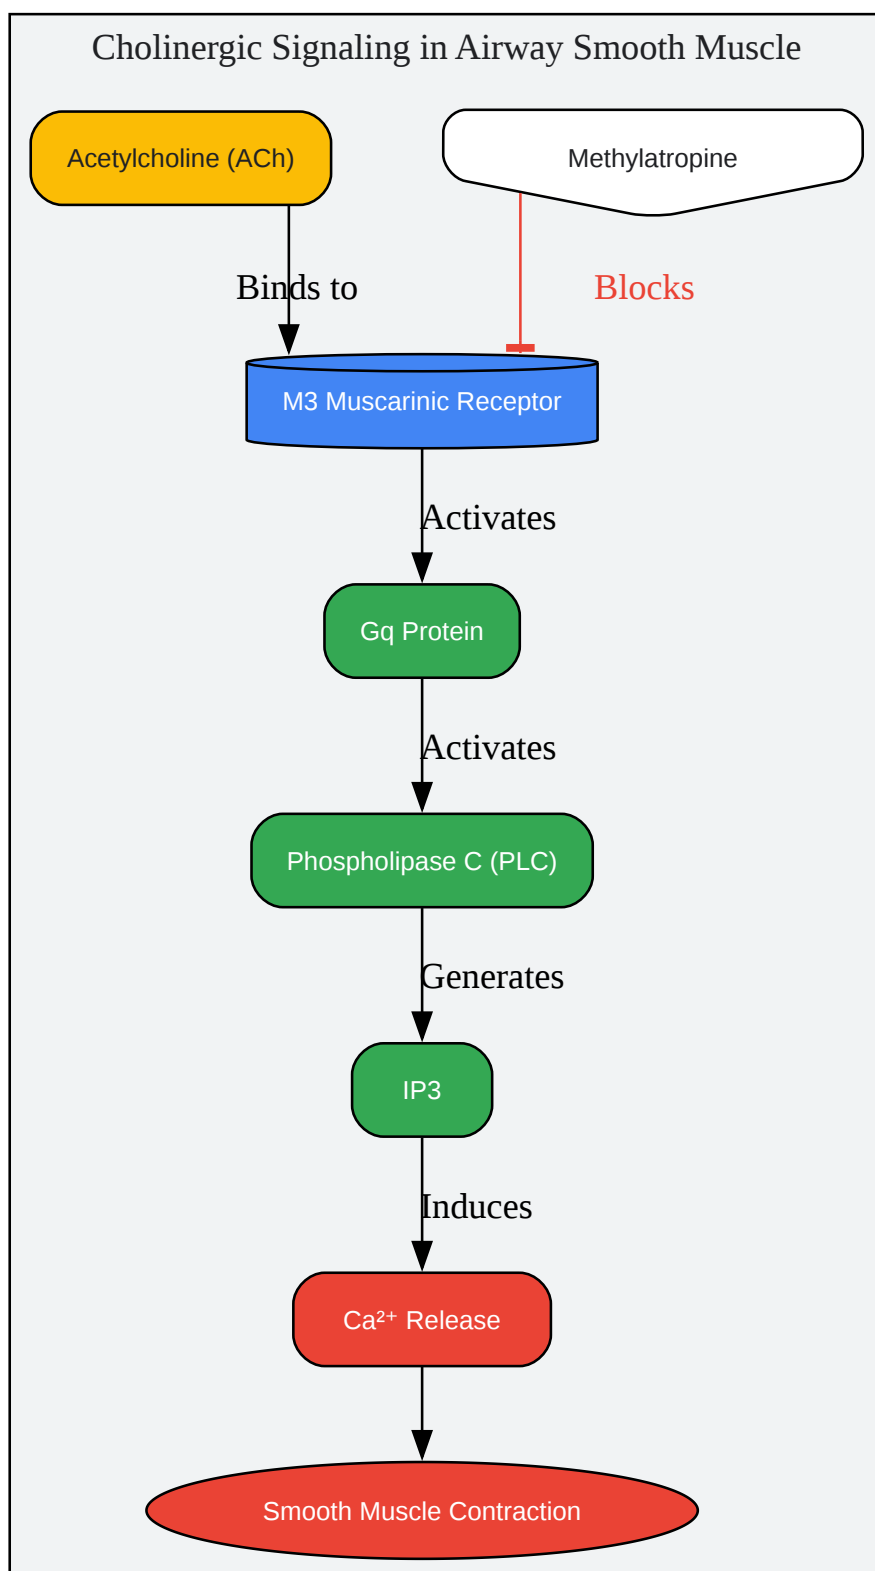 Cholinergic Signaling in Airway Smooth Muscle
Acetylcholine (ACh)
Methylatropine
Binds to
Blocks
M3 Muscarinic Receptor
Activates
Gq Protein
Activates
Phospholipase C (PLC)
Generates
IP3
Induces
Ca²⁺ Release
Smooth Muscle Contraction